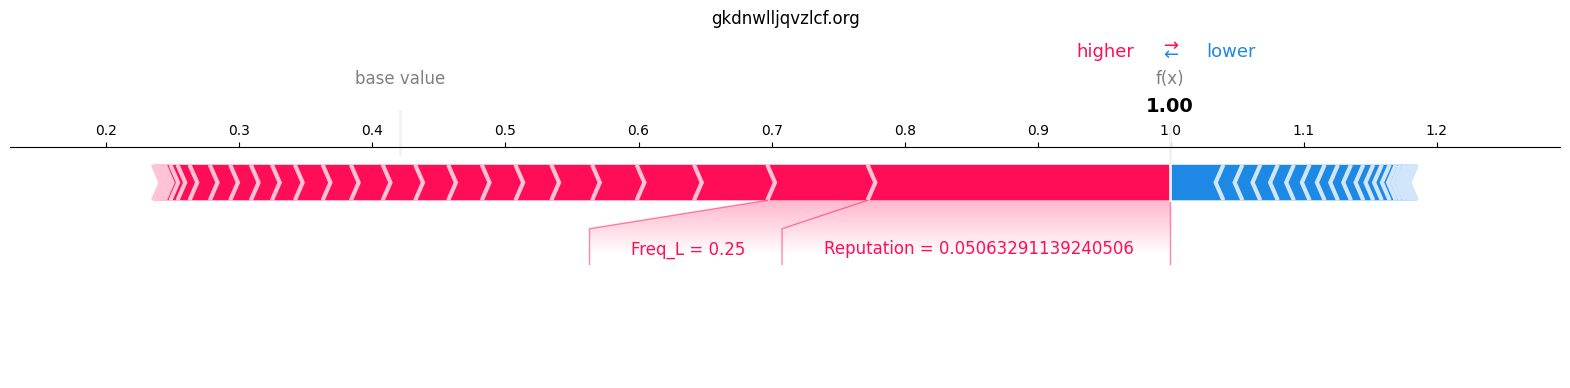 gkdnwlljqvzlcf.org
higher ⇄ lower
base value f(x)
1.00
0.2 0.3 0.4 0.5 0.6 0.7 0.8 0.9 1.0 1.1 1.2
Freq_L = 0.25 Reputation = 0.05063291139240506